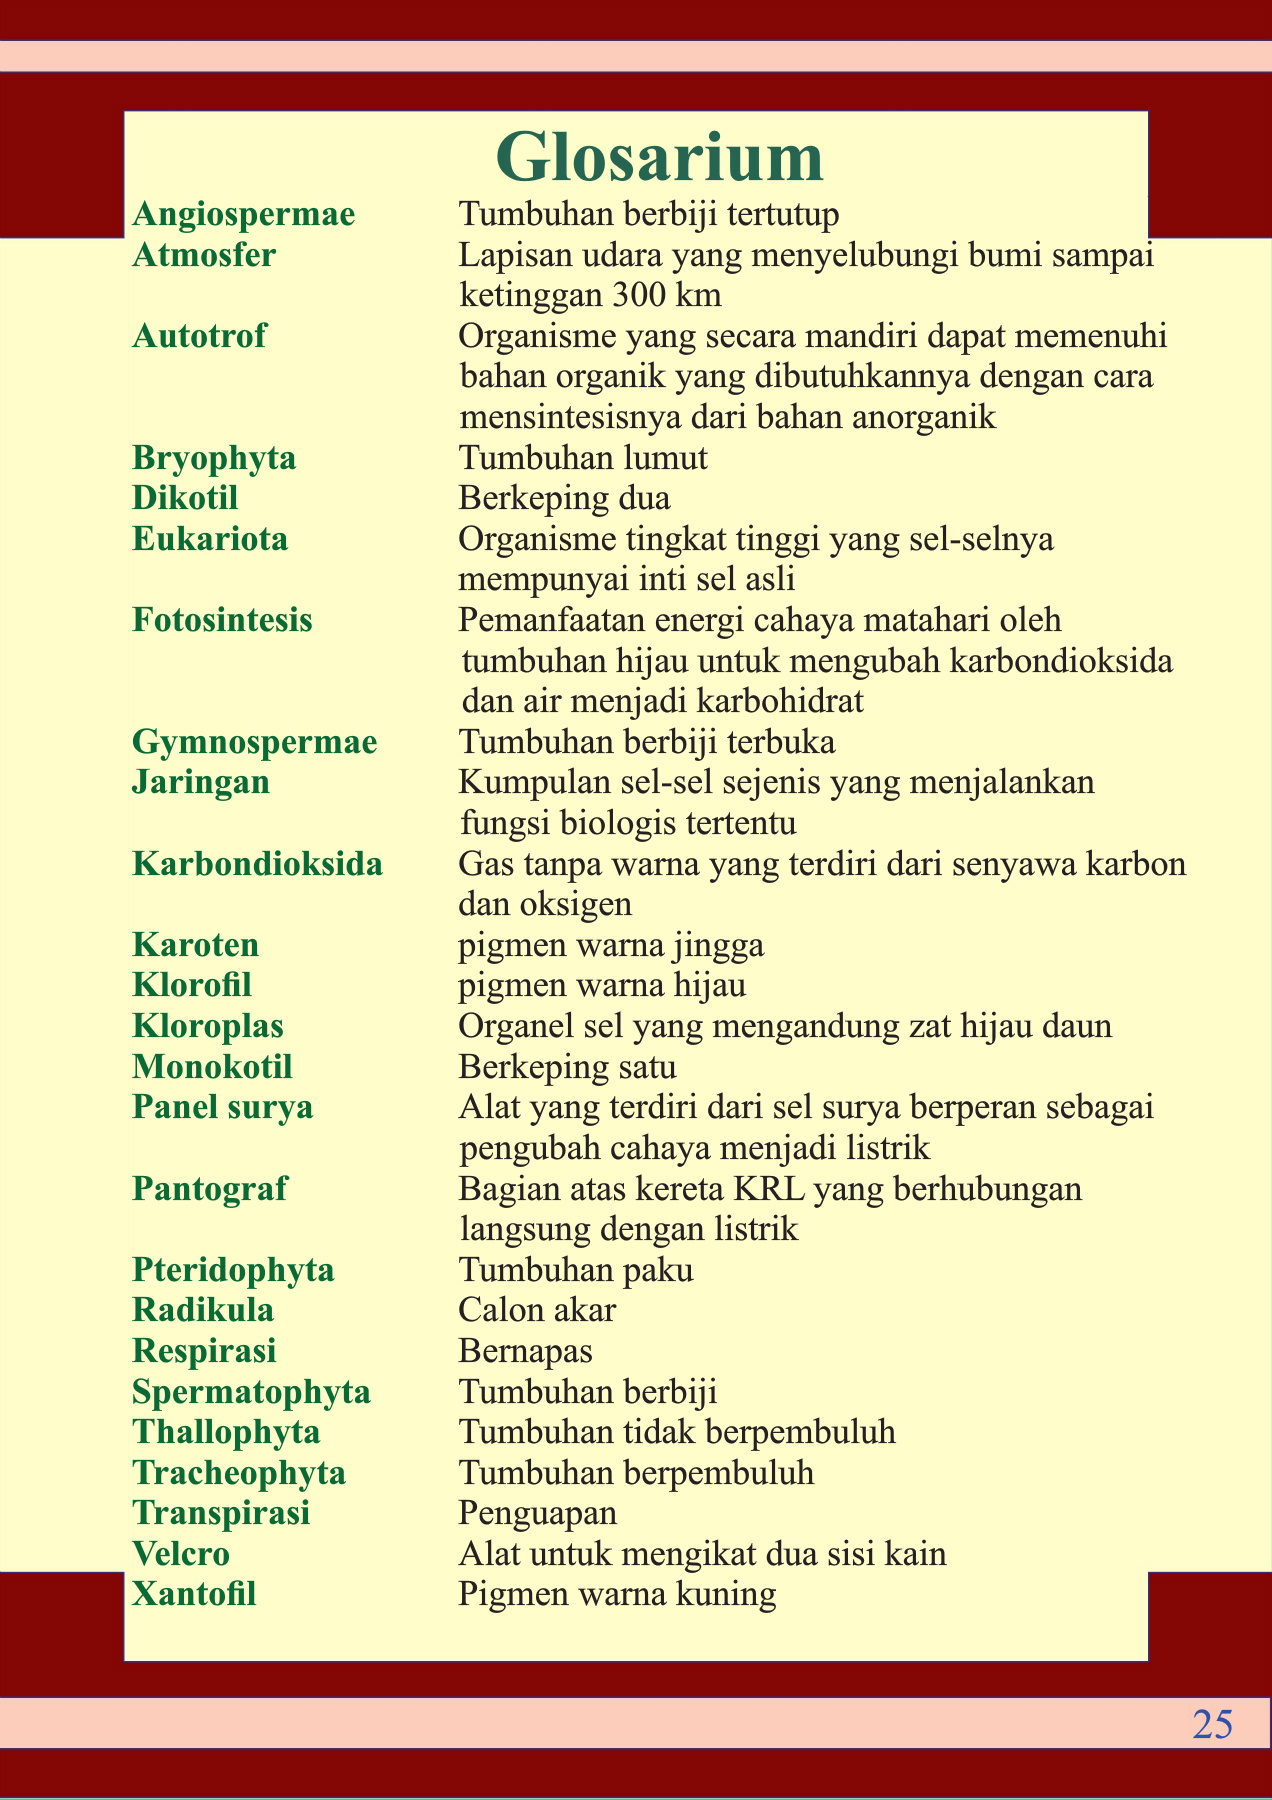 Glosarium
Angiospermae Tumbuhan berbiji tertutup
Atmosfer Lapisan udara yang menyelubungi bumi sampai
ketinggan 300 km
Autotrof Organisme yang secara mandiri dapat memenuhi
bahan organik yang dibutuhkannya dengan cara
mensintesisnya dari bahan anorganik
Bryophyta Tumbuhan lumut
Dikotil Berkeping dua
Eukariota Organisme tingkat tinggi yang sel-selnya
mempunyai inti sel asli
Fotosintesis Pemanfaatan energi cahaya matahari oleh
tumbuhan hijau untuk mengubah karbondioksida
dan air menjadi karbohidrat
Gymnospermae Tumbuhan berbiji terbuka
Jaringan Kumpulan sel-sel sejenis yang menjalankan
fungsi biologis tertentu
Karbondioksida Gas tanpa warna yang terdiri dari senyawa karbon
dan oksigen
Karoten pigmen warna jingga
Klorofil pigmen warna hijau
Kloroplas Organel sel yang mengandung zat hijau daun
Monokotil Berkeping satu
Panel surya Alat yang terdiri dari sel surya berperan sebagai
pengubah cahaya menjadi listrik
Pantograf Bagian atas kereta KRL yang berhubungan
langsung dengan listrik
Pteridophyta Tumbuhan paku
Radikula Calon akar
Respirasi Bernapas
Spermatophyta Tumbuhan berbiji
Thallophyta Tumbuhan tidak berpembuluh
Tracheophyta Tumbuhan berpembuluh
Transpirasi Penguapan
Velcro Alat untuk mengikat dua sisi kain
Xantofil Pigmen warna kuning
25